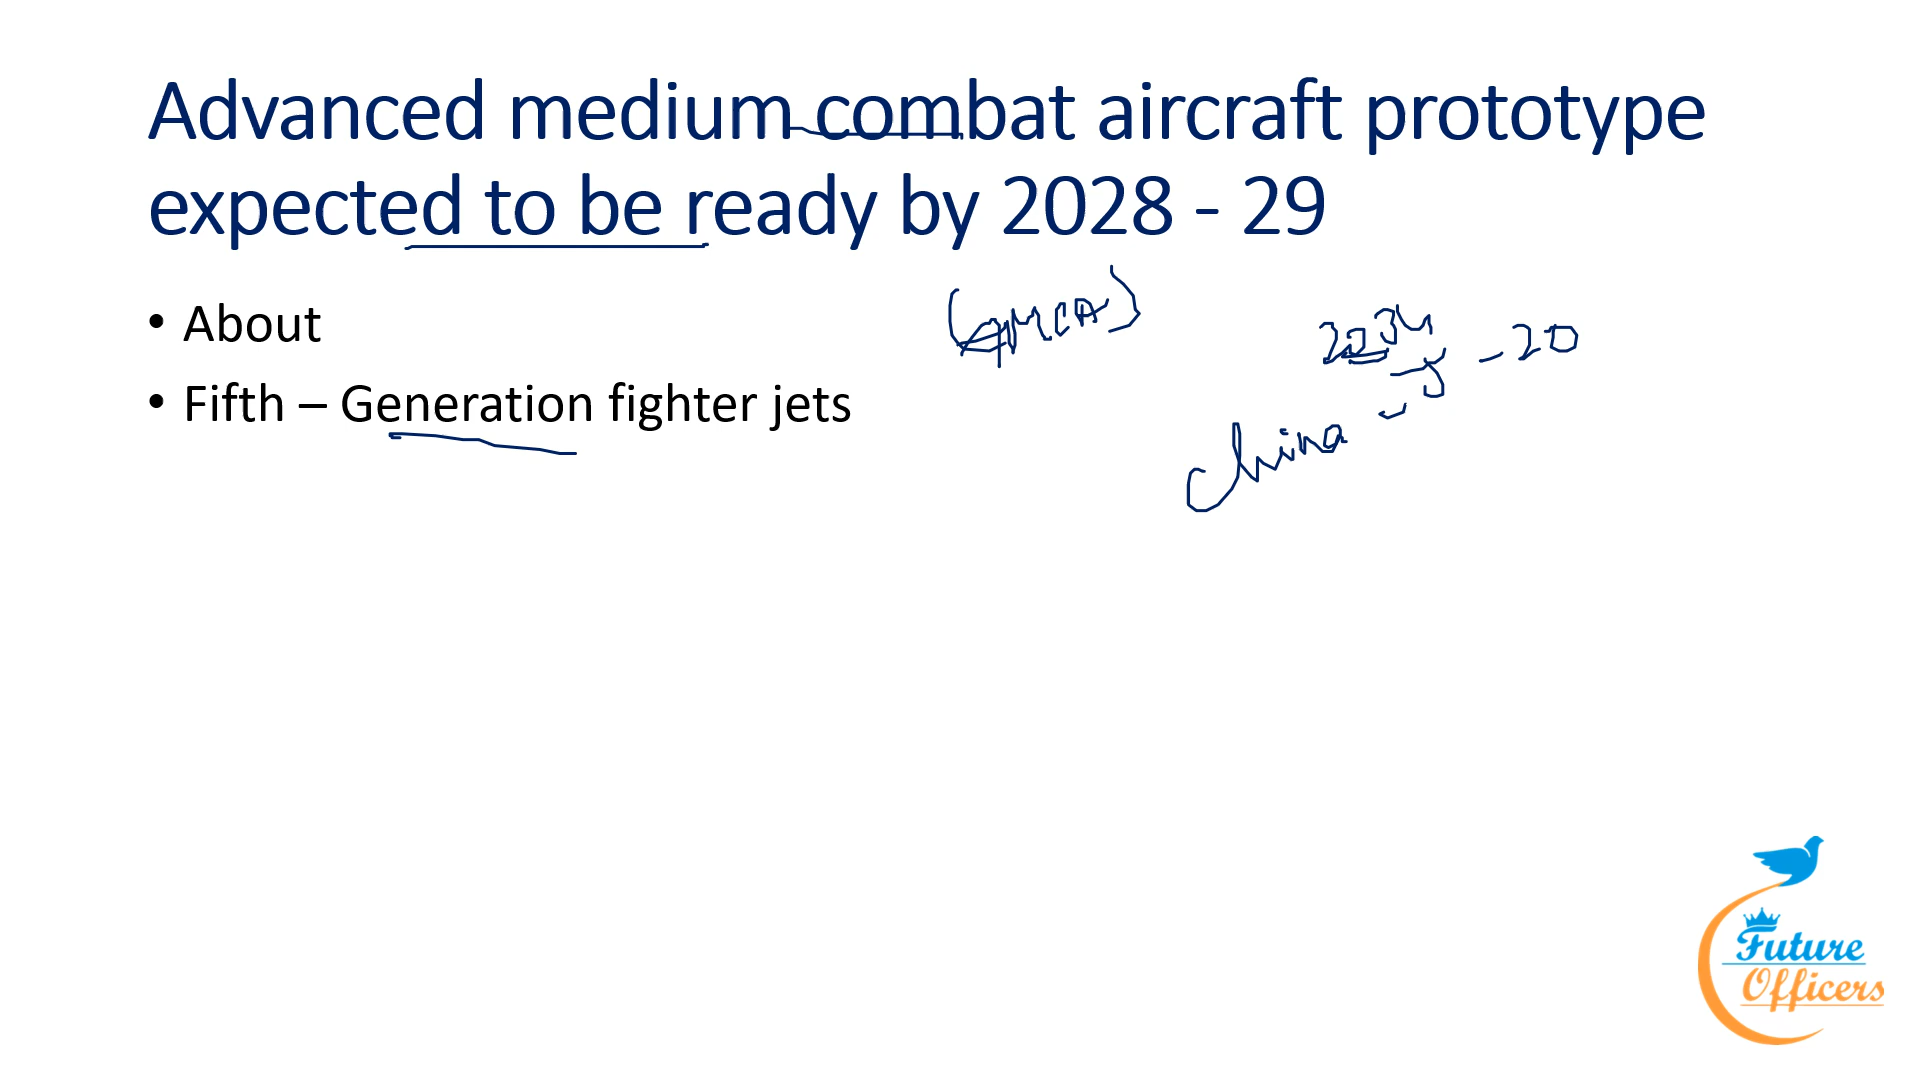 Advanced medium combat aircraft prototype
expected to be ready by 2028 - 29
• About
(AMCA)
2034
• Fifth – Generation fighter jets
China - J - 20
Future
Officers